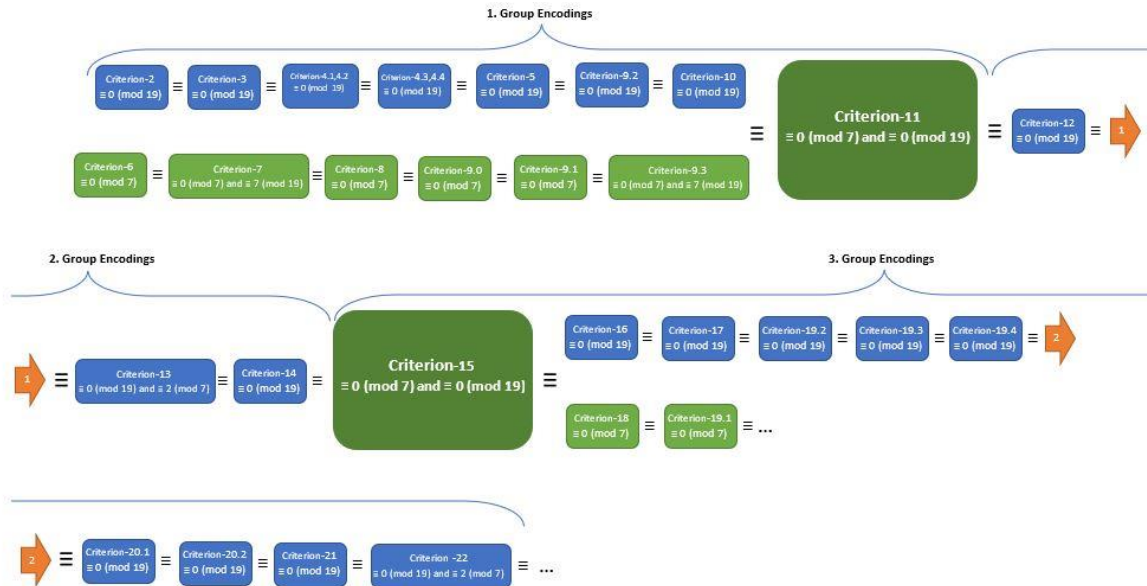 1. Group Encodings
Criterion-2 ≡ Criterion-3 ≡ Criterion-4.1,4.2 ≡ Criterion-4.3,4.4 ≡ Criterion-5 ≡ Criterion-9.2 ≡ Criterion-10
≡ 0 (mod 19) ≡ 0 (mod 19) ≡ 0 (mod 19) ≡ 0 (mod 19) ≡ 0 (mod 19) ≡ 0 (mod 19) ≡ 0 (mod 19)
Criterion-6 ≡ Criterion-7 ≡ Criterion-8 ≡ Criterion-9.0 ≡ Criterion-9.1 ≡ Criterion-9.3
≡ 0 (mod 7) ≡ 0 (mod 7) and ≡ 7 (mod 19) ≡ 0 (mod 7) ≡ 0 (mod 7) ≡ 0 (mod 7) ≡ 0 (mod 7) and ≡ 7 (mod 19)
≡ Criterion-11
≡ 0 (mod 7) and ≡ 0 (mod 19)
≡ Criterion-12 ≡ 1
≡ 0 (mod 19)
2. Group Encodings
3. Group Encodings
1 ≡ Criterion-13 ≡ Criterion-14 ≡
≡ 0 (mod 19) and ≡ 2 (mod 7) ≡ 0 (mod 19)
Criterion-15 ≡
≡ 0 (mod 7) and ≡ 0 (mod 19]
Criterion-16 ≡ Criterion-17 ≡ Criterion-19.2 ≡ Criterion-19.3 ≡ Criterion-19.4 ≡ 2
≡ 0 (mod 19) ≡ 0 (mod 19) ≡ 0 (mod 19) ≡ 0 (mod 19) ≡ 0 (mod 19)
Criterion-18 ≡ Criterion-19.1 ≡ ...
≡ 0 (mod 7) ≡ 0 (mod 7)
2 ≡ Criterion-20.1 ≡ Criterion-20.2 ≡ Criterion-21 ≡ Criterion -22 ≡ ...
≡ 0 (mod 19) ≡ 0 (mod 19) ≡ 0 (mod 19) ≡ 0 (mod 19) and ≡ 2 (mod 7)